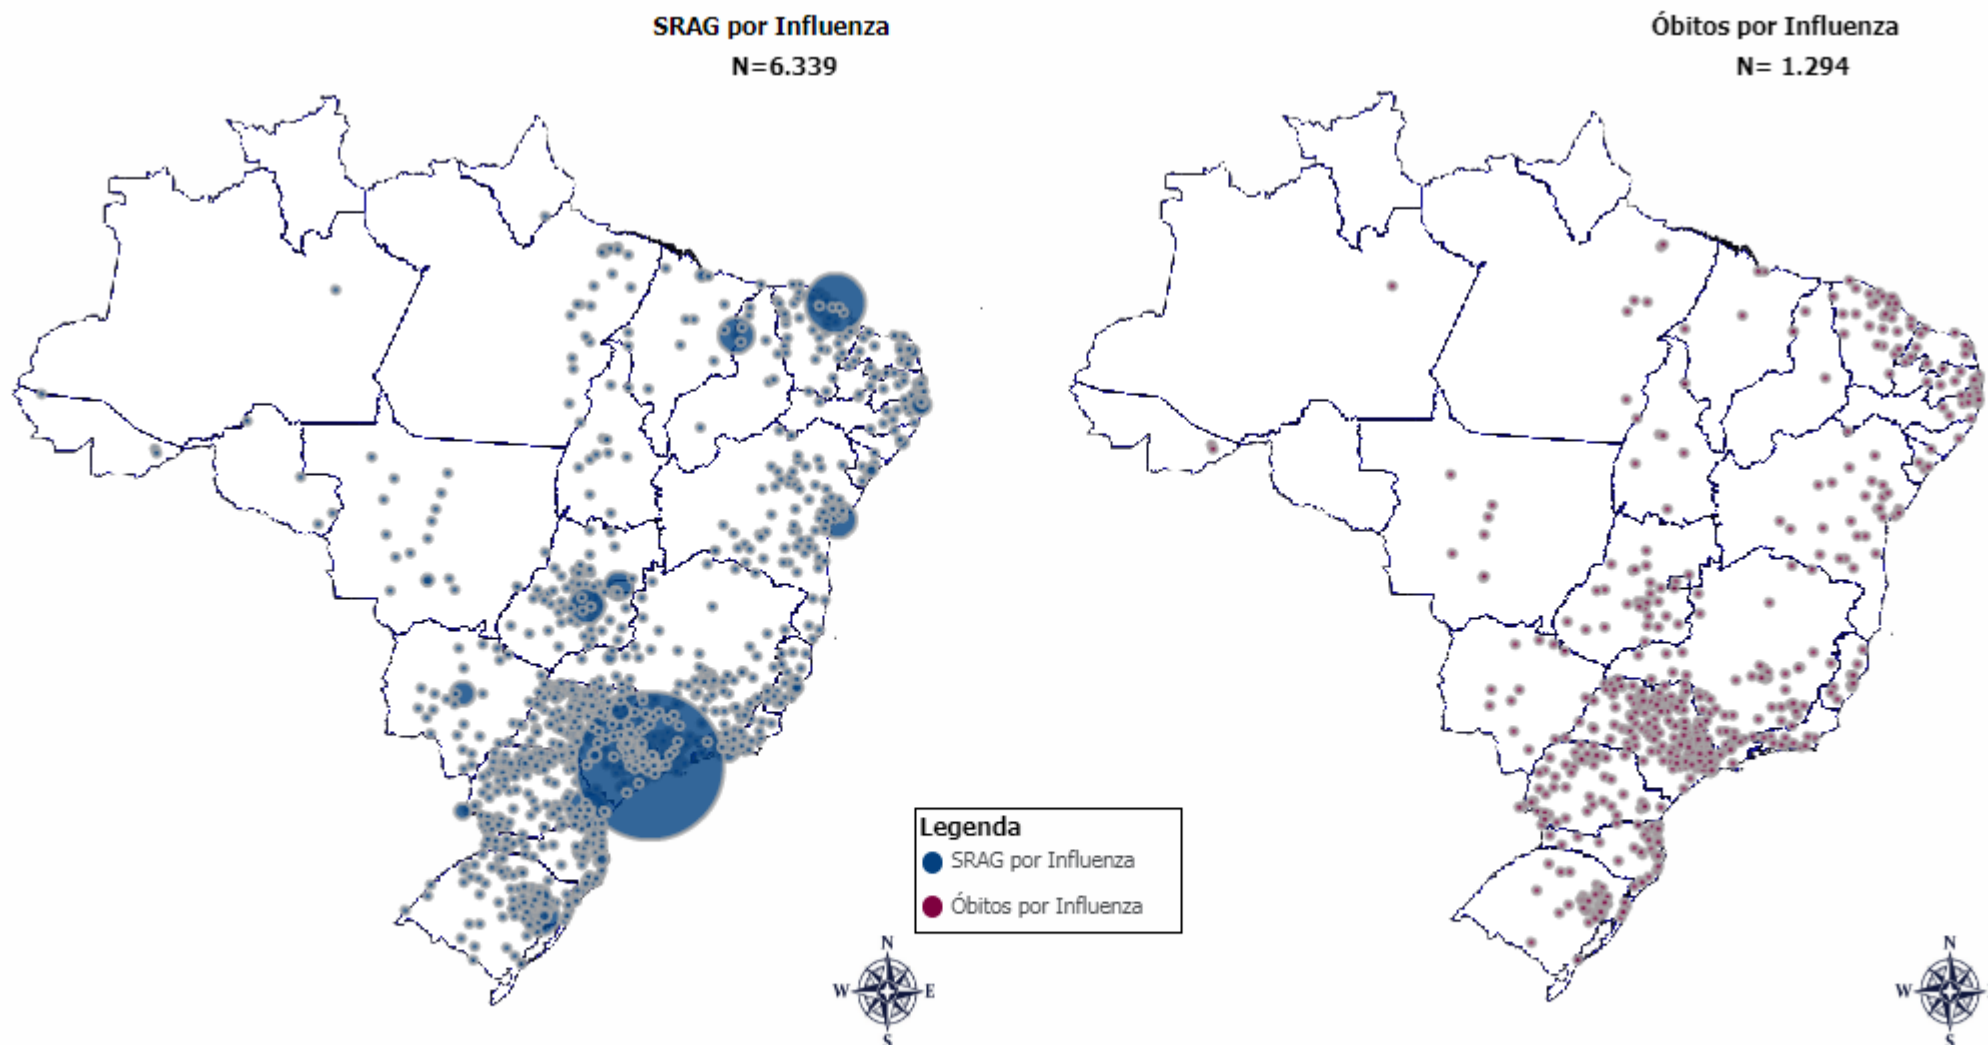 SRAG por Influenza
N=6.339
Óbitos por Influenza
N= 1.294
Legenda
SRAG por Influenza
Óbitos por Influenza
N
W E
S
N
W
S